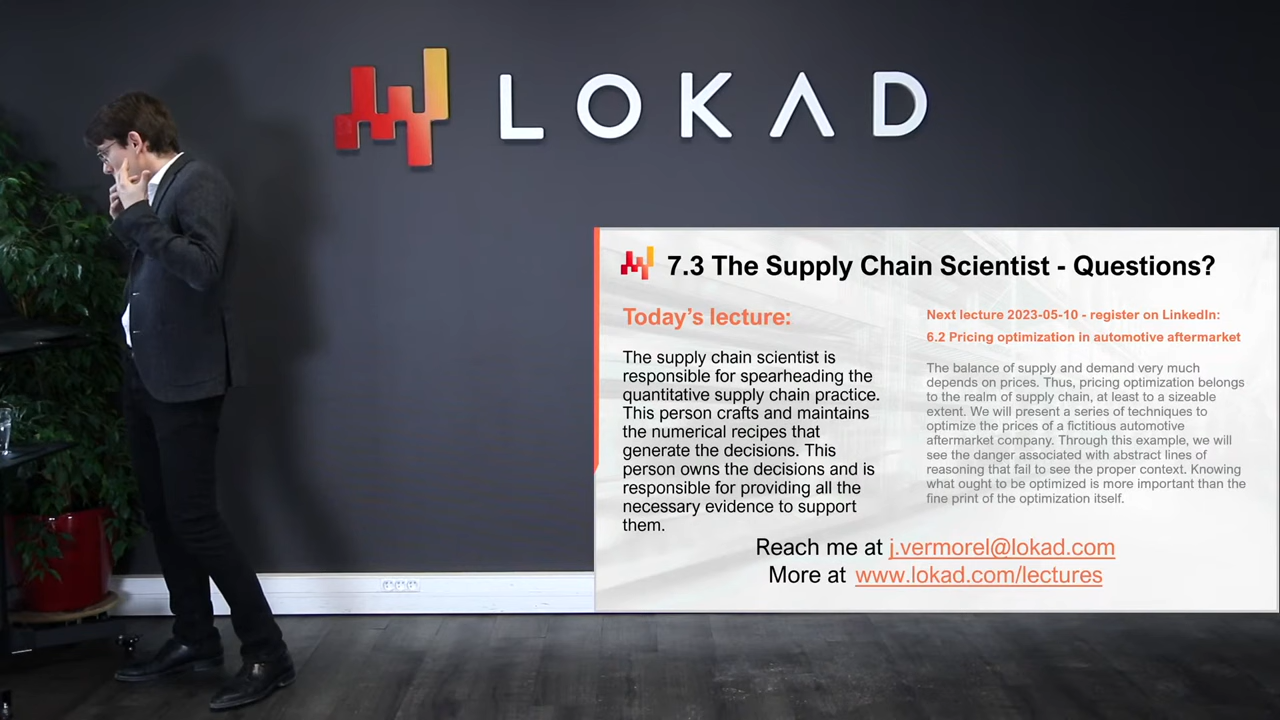 LOKAD
7.3 The Supply Chain Scientist - Questions?
Today’s lecture:
The supply chain scientist is
responsible for spearheading the
quantitative supply chain practice.
This person crafts and maintains
the numerical recipes that
generate the decisions. This
person owns the decisions and is
responsible for providing all the
necessary evidence to support
them.
Next lecture 2023-05-10 - register on LinkedIn:
6.2 Pricing optimization in automotive aftermarket
The balance of supply and demand very much
depends on prices. Thus, pricing optimization belongs
to the realm of supply chain, at least to a sizeable
extent. We will present a series of techniques to
optimize the prices of a fictitious automotive
aftermarket company. Through this example, we will
see the danger associated with abstract lines of
reasoning that fail to see the proper context. Knowing
what ought to be optimized is more important than the
fine print of the optimization itself.
Reach me at j.vermorel@lokad.com
More at www.lokad.com/lectures